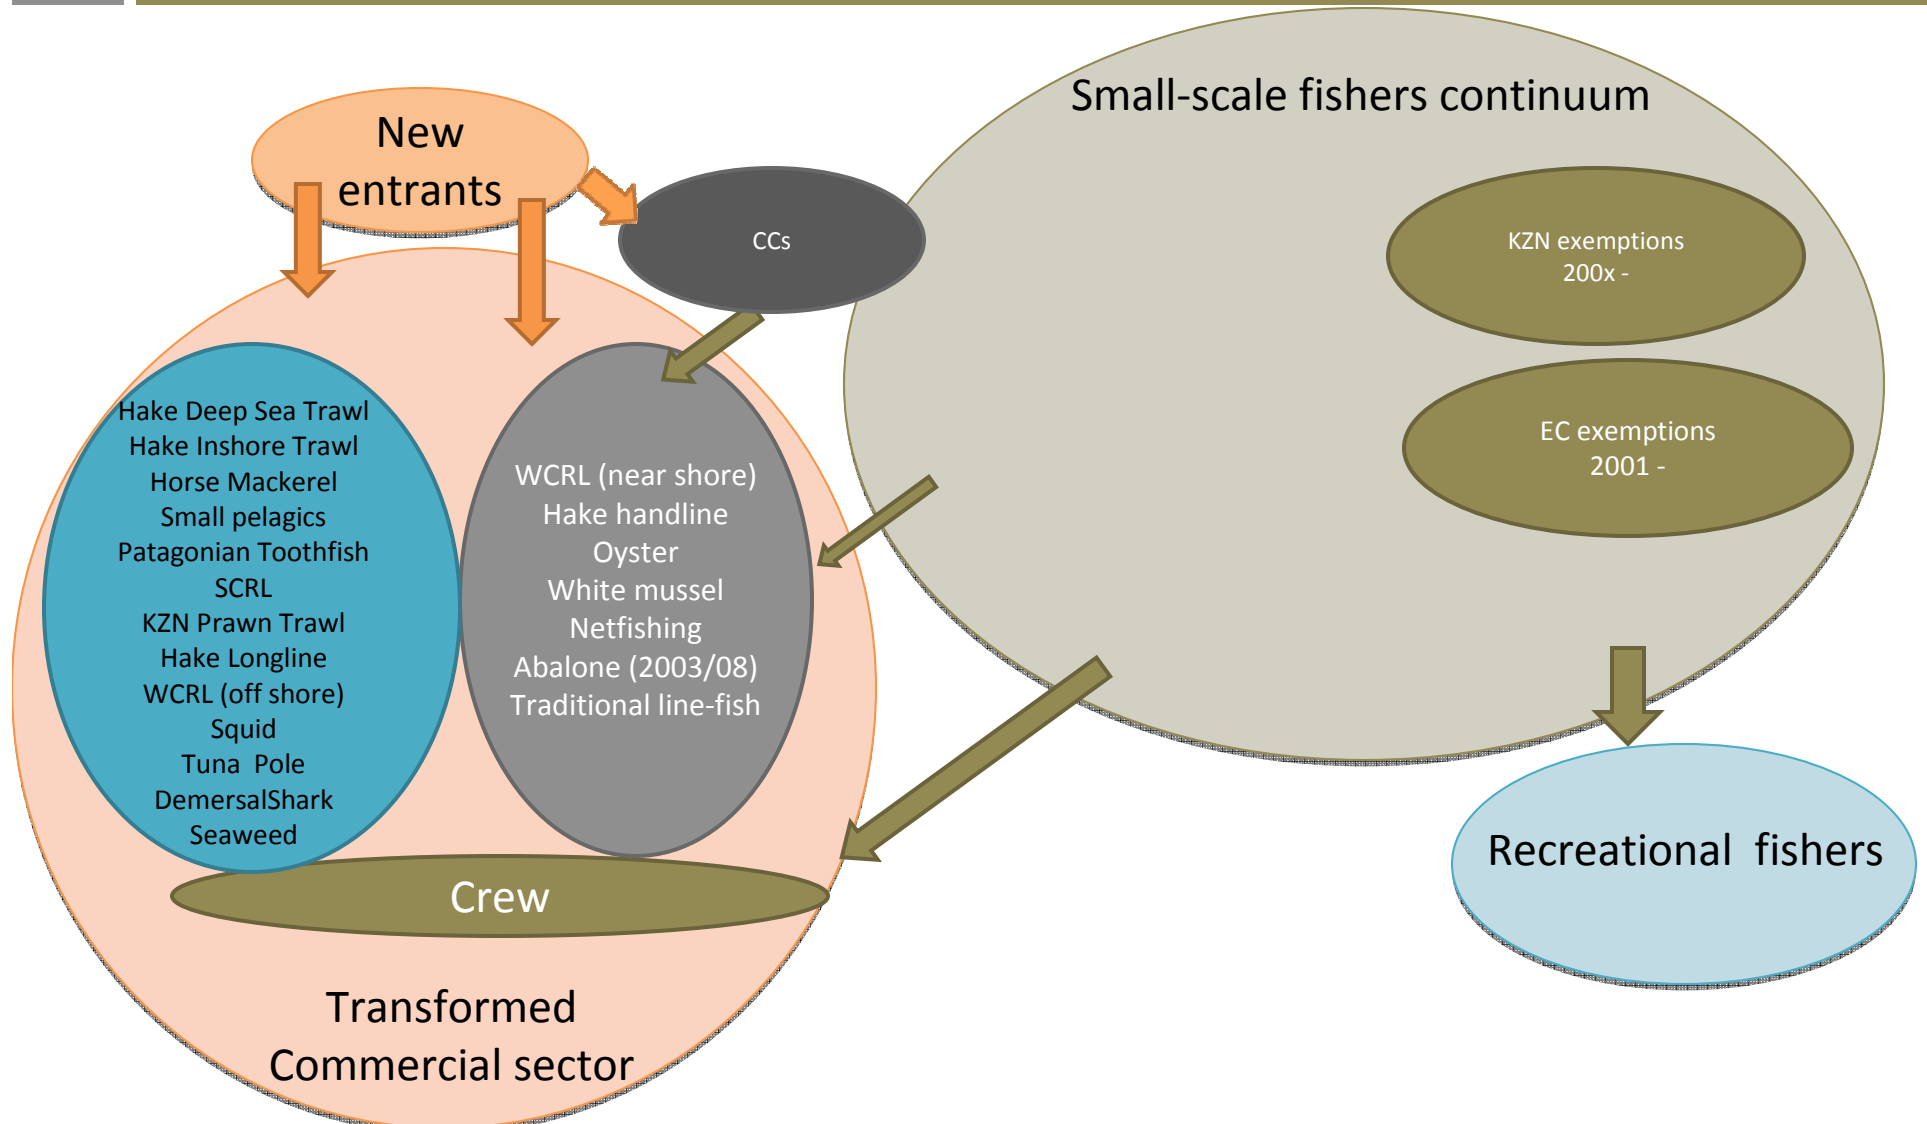 Small-scale fishers continuum
New
entrants
CCs
KZN exemptions
200x -
EC exemptions
2001 -
Hake Deep Sea Trawl
Hake Inshore Trawl
Horse Mackerel
Small pelagics
Patagonian Toothfish
SCRL
KZN Prawn Trawl
Hake Longline
WCRL (off shore)
Squid
Tuna  Pole
DemersalShark
Seaweed
WCRL (near shore)
Hake handline
Oyster
White mussel
Netfishing
Abalone (2003/08)
Traditional line-fish
Crew
Recreational  fishers
Transformed
Commercial sector